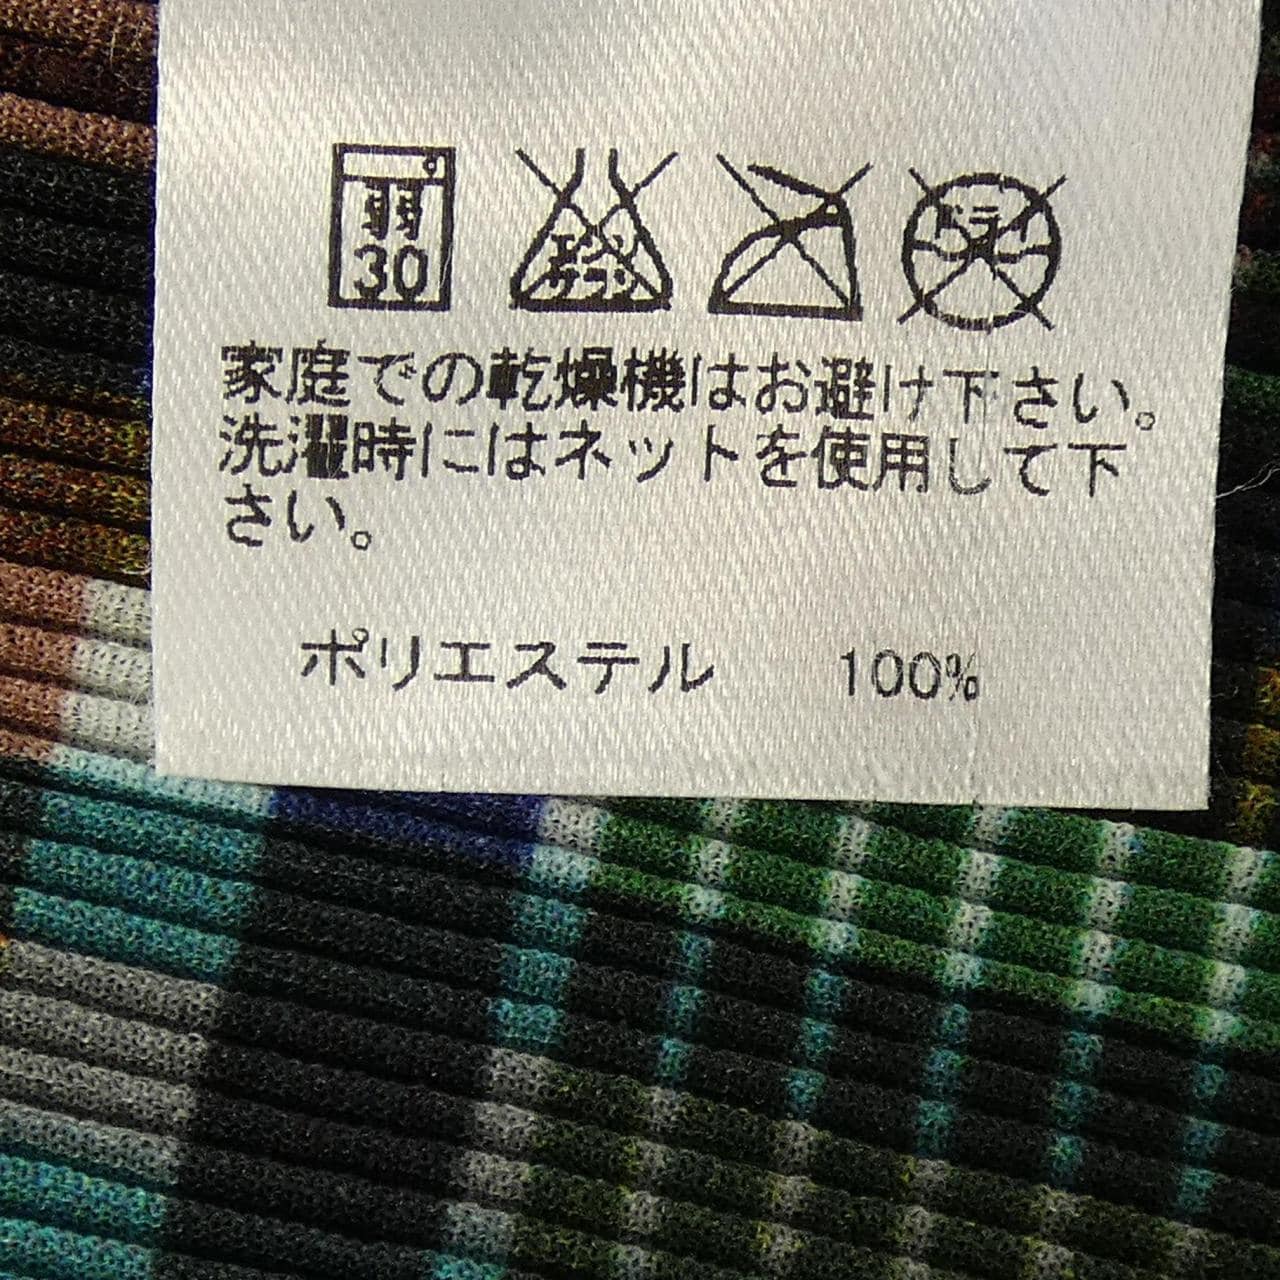 弱
30
エンソ
サラシ
ドライ
家庭での乾燥機はお避け下さい。
洗濯時にはネットを使用して下
さい。
ポリエステル 100%